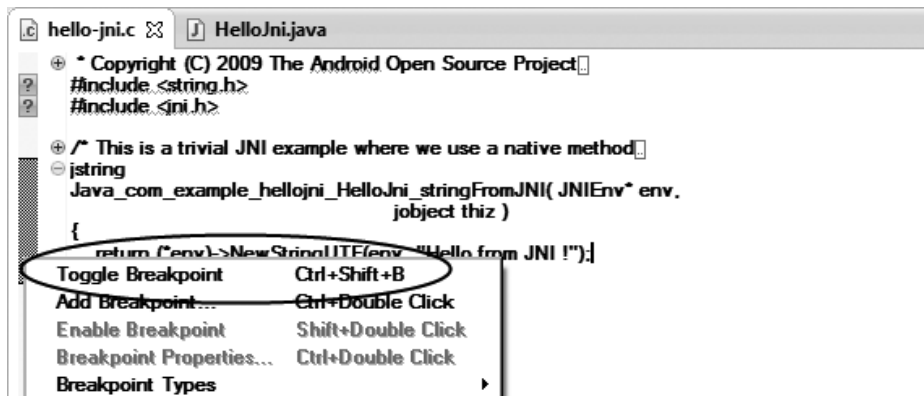 hello-jni.c HelloJni.java
* Copyright (C) 2009 The Android Open Source Project
#include <string.h>
#include <jni.h>
/* This is a trivial JNI example where we use a native method
jstring
Java_com_example_hellojni_HelloJni_stringFromJNI( JNIEnv* env,
jobject thiz )
{
return (*env)->NewStringUTF(env, "Hello from JNI !");
Toggle Breakpoint Ctrl+Shift+B
Add Breakpoint... Ctrl+Double Click
Enable Breakpoint Shift+Double Click
Breakpoint Properties... Ctrl+Double Click
Breakpoint Types